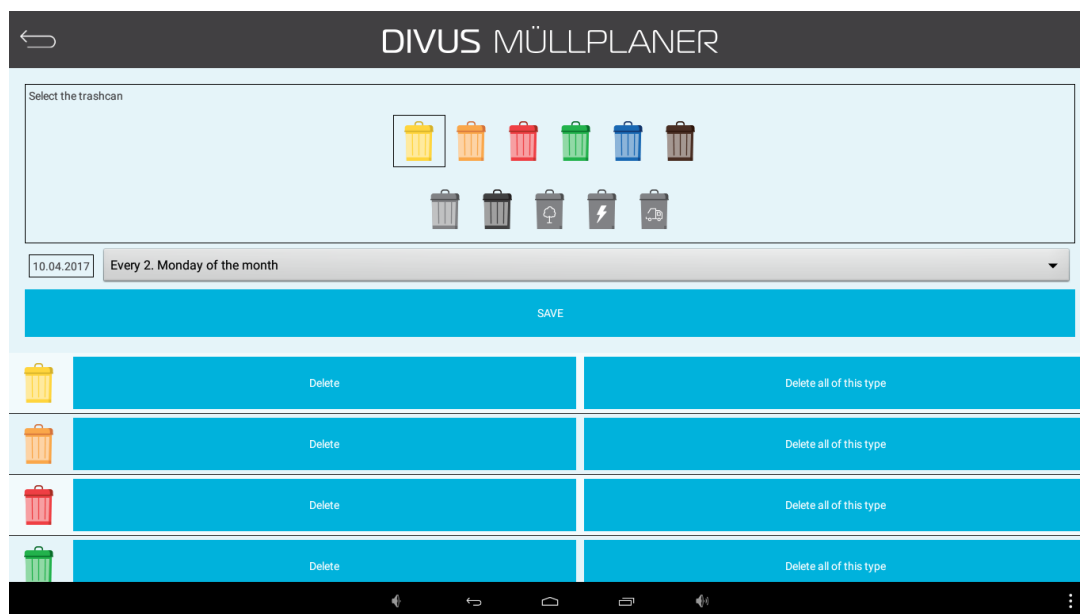 DIVUS MÜLLPLANER
Select the trashcan
10.04.2017
Every 2. Monday of the month
SAVE
Delete
Delete all of this type
Delete
Delete all of this type
Delete
Delete all of this type
Delete
Delete all of this type